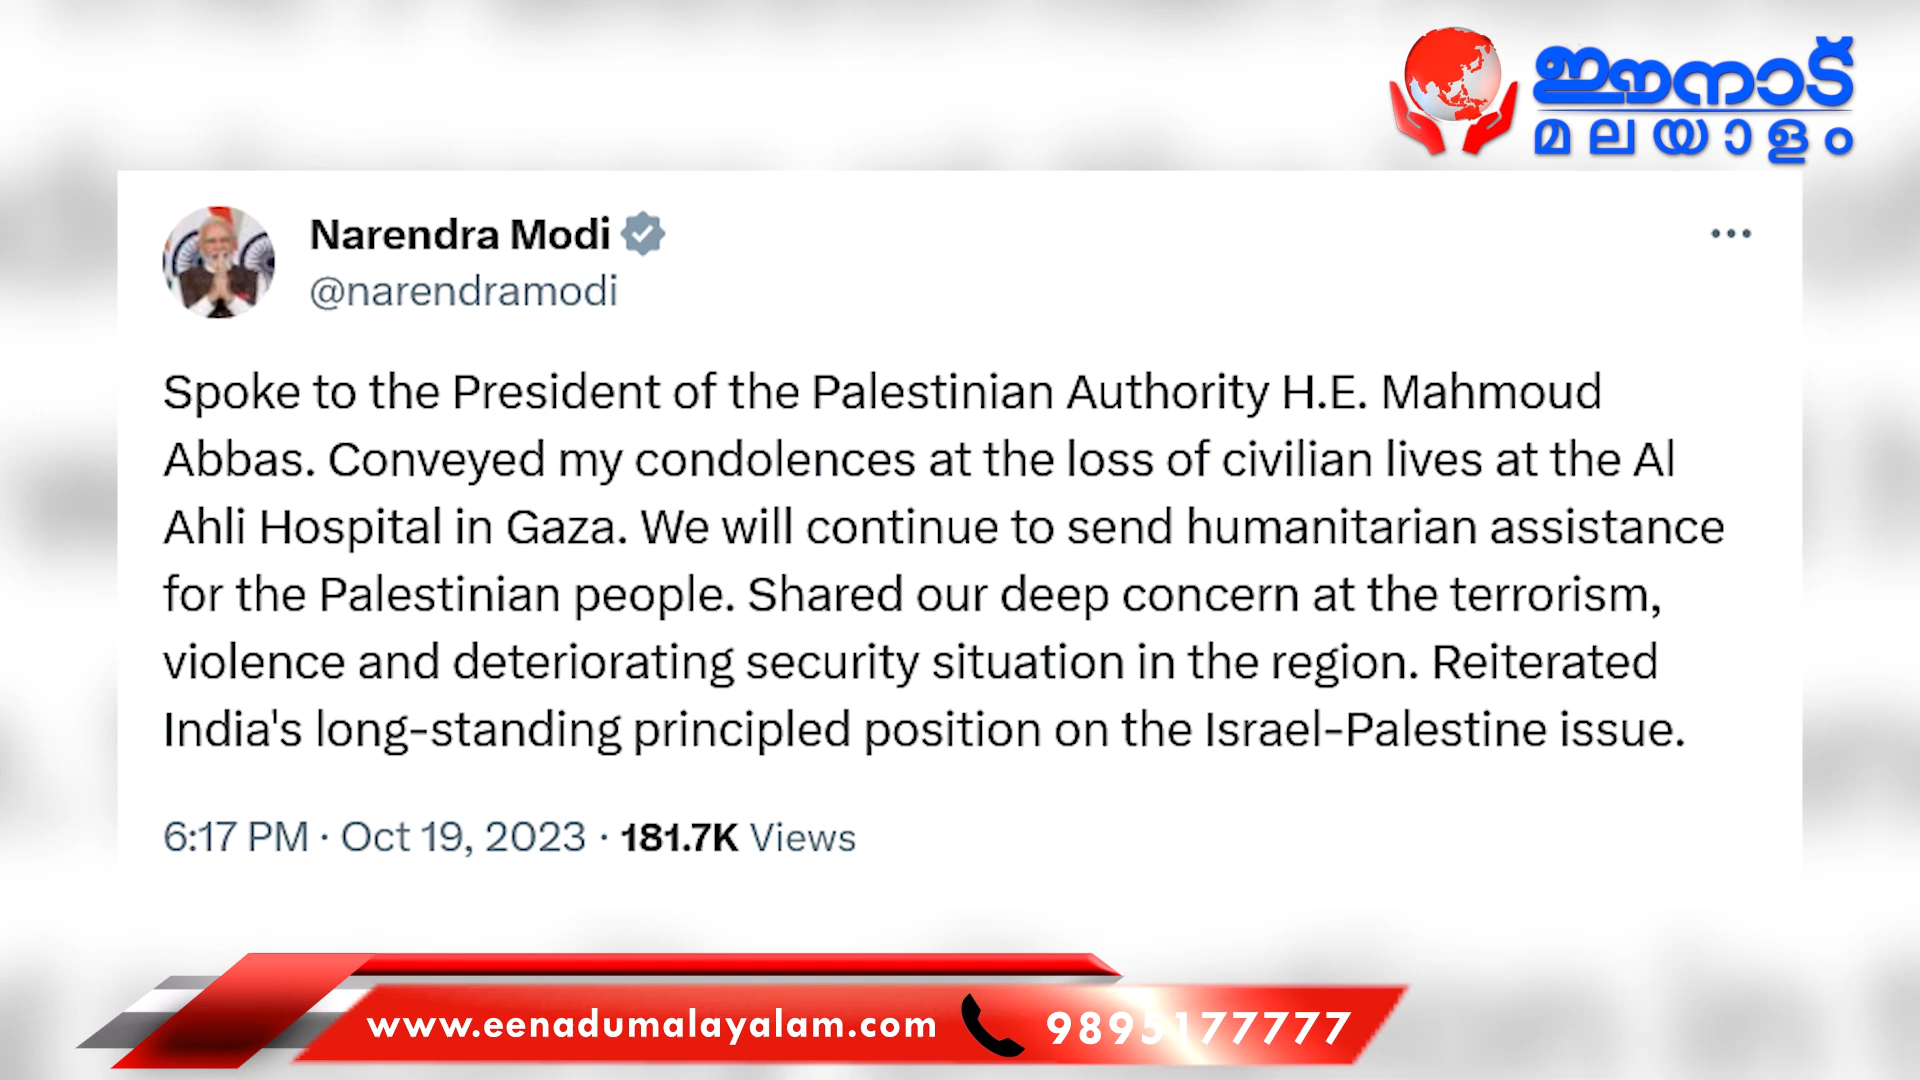 ഈനാട്
മലയാളം
Narendra Modi
@narendramodi
Spoke to the President of the Palestinian Authority H.E. Mahmoud
Abbas. Conveyed my condolences at the loss of civilian lives at the Al
Ahli Hospital in Gaza. We will continue to send humanitarian assistance
for the Palestinian people. Shared our deep concern at the terrorism,
violence and deteriorating security situation in the region. Reiterated
India's long-standing principled position on the Israel-Palestine issue.
6:17 PM · Oct 19, 2023 · 181.7K Views
www.eenadumalayalam.com 9895177777